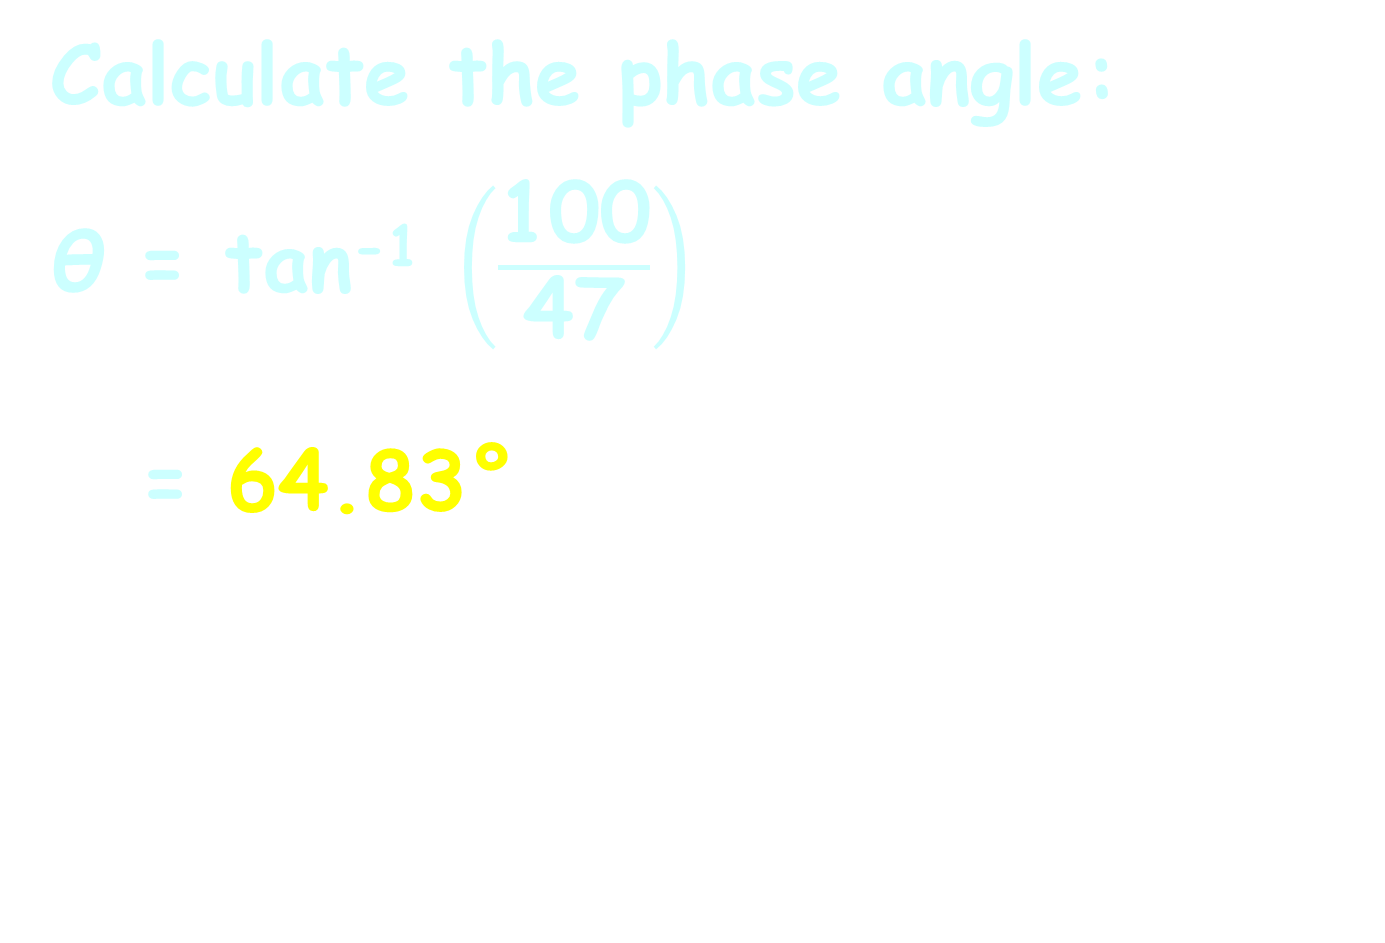 Calculate the phase angle:
θ = tan⁻¹ (100/47)
= 64.83°